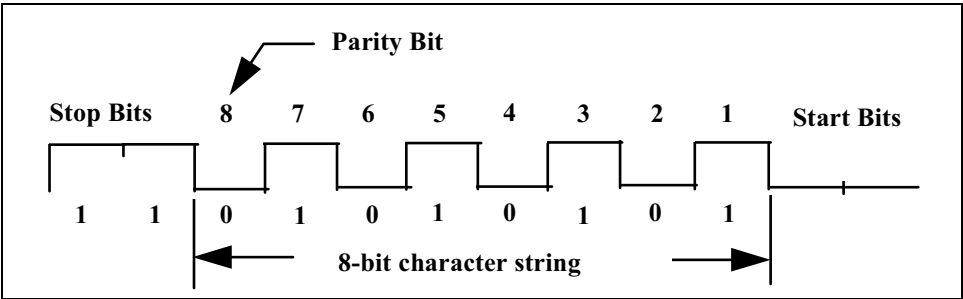 Parity Bit
Stop Bits 8 7 6 5 4 3 2 1 Start Bits
1 1 0 1 0 1 0 1 0 1
8-bit character string